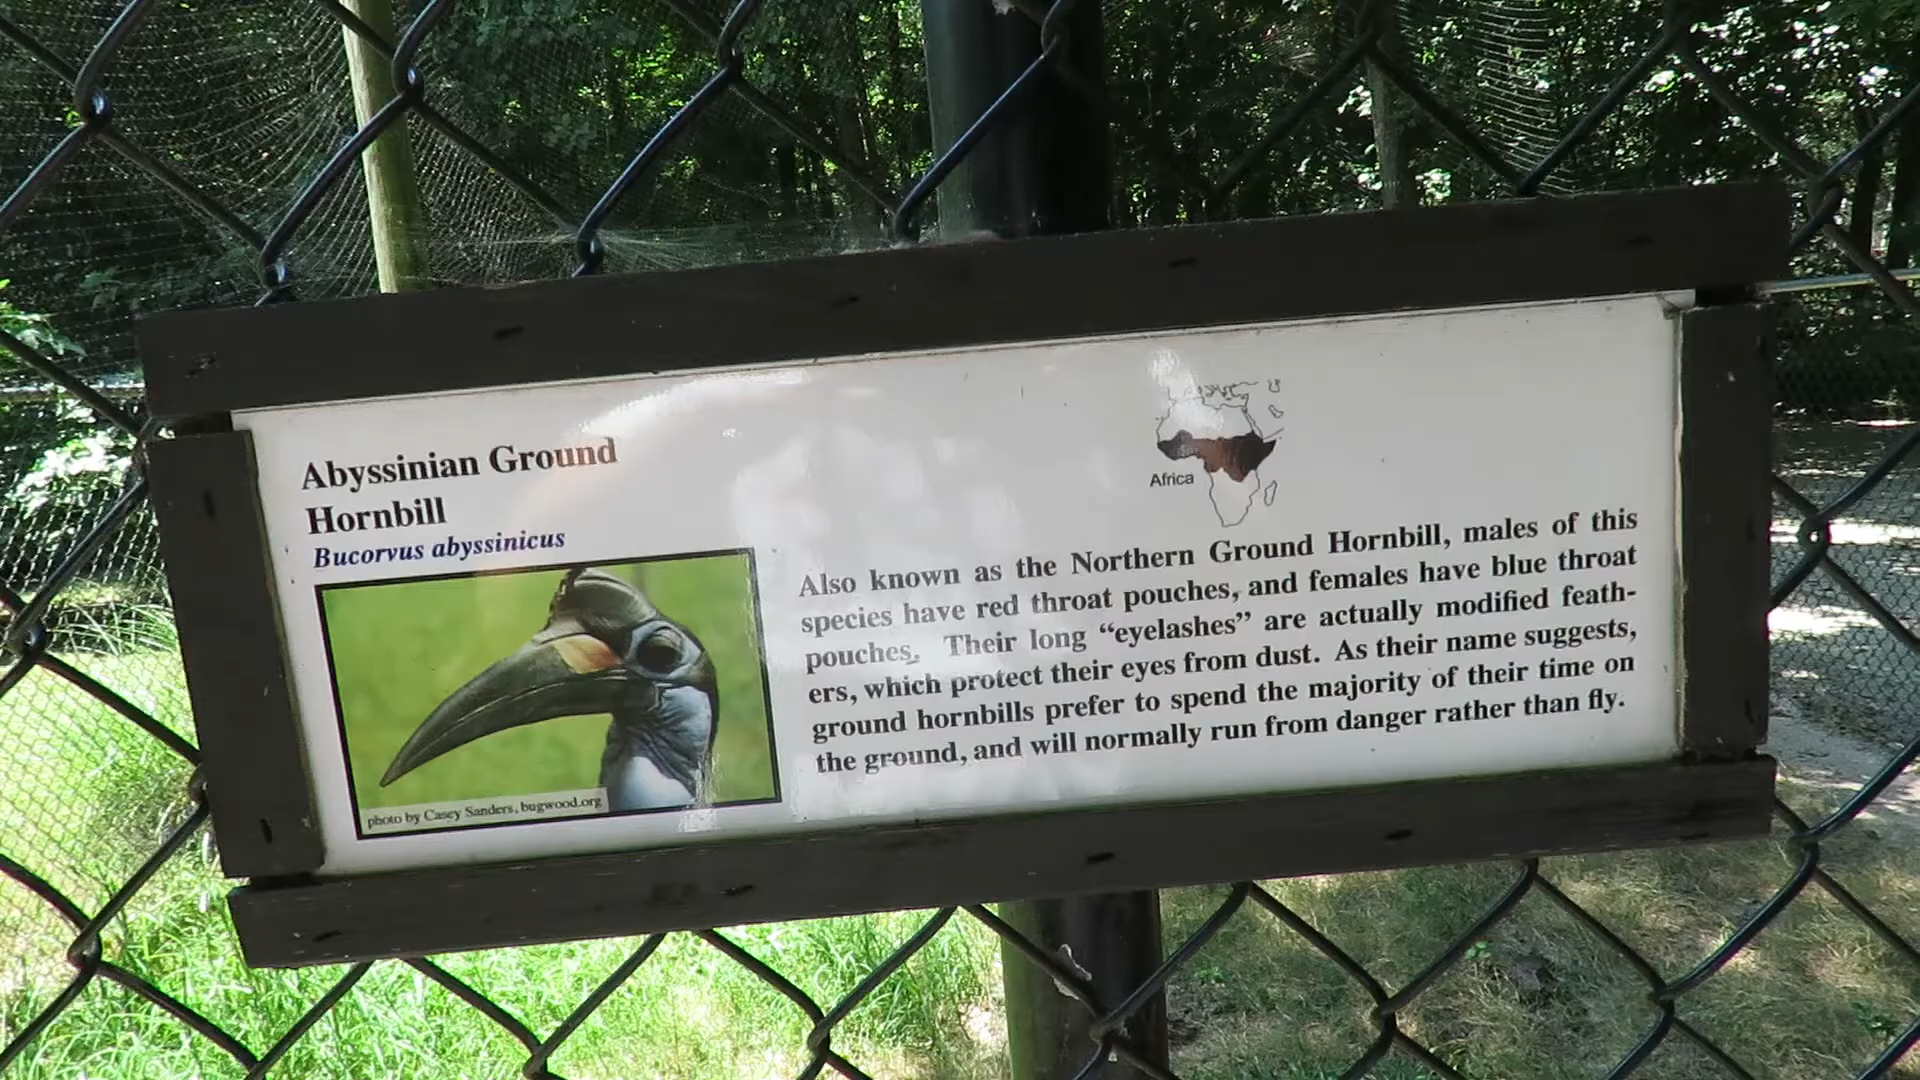 Abyssinian Ground
Hornbill
Bucorvus abyssinicus
photo by Casey Sanders, bugwood.org
Africa
Also known as the Northern Ground Hornbill, males of this
species have red throat pouches, and females have blue throat
pouches. Their long “eyelashes” are actually modified feath-
ers, which protect their eyes from dust. As their name suggests,
ground hornbills prefer to spend the majority of their time on
the ground, and will normally run from danger rather than fly.